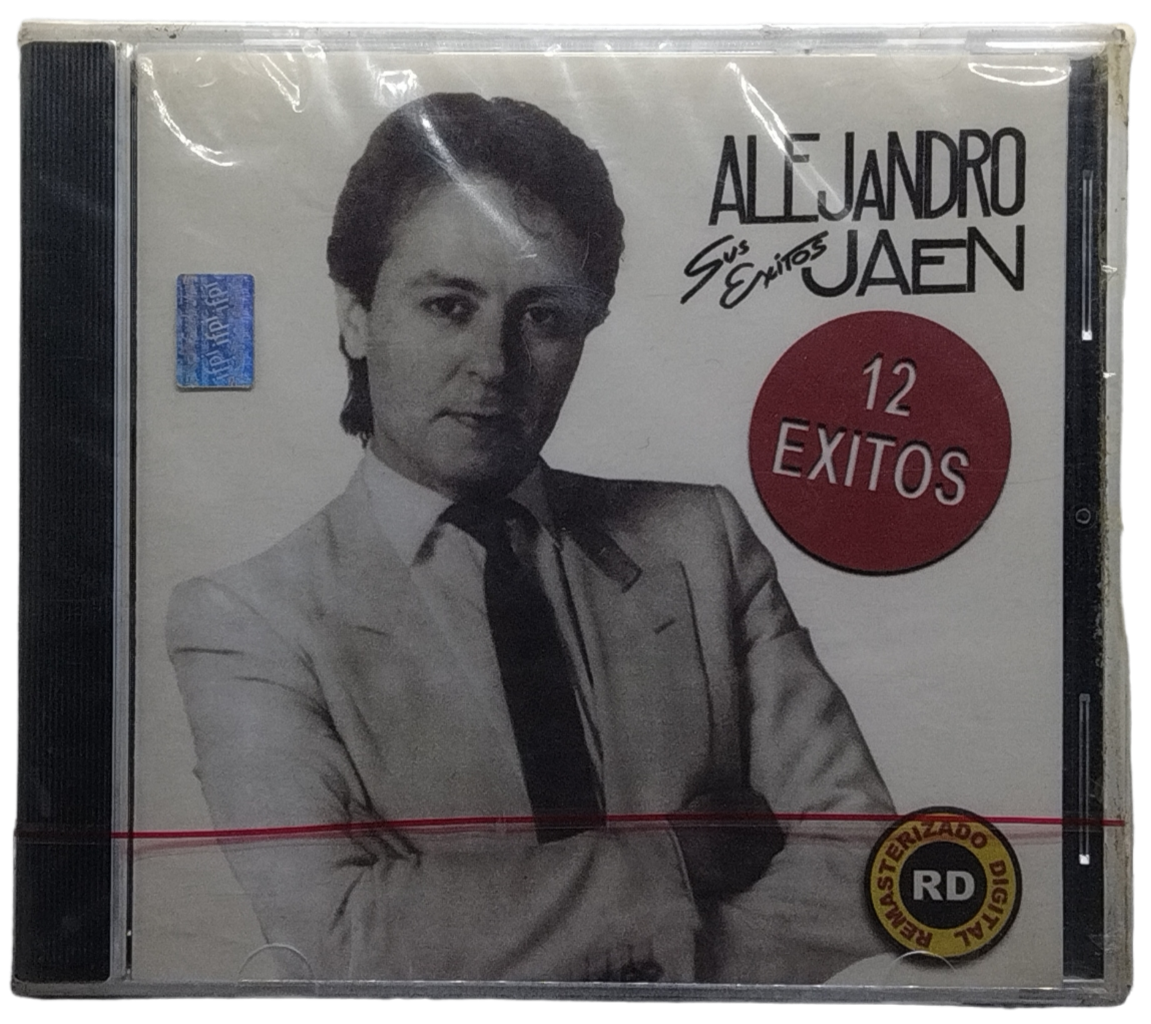 ALEJANDRO
Sus
Exitos
JAEN
12
EXITOS
REMASTERIZADO DIGITAL
RD